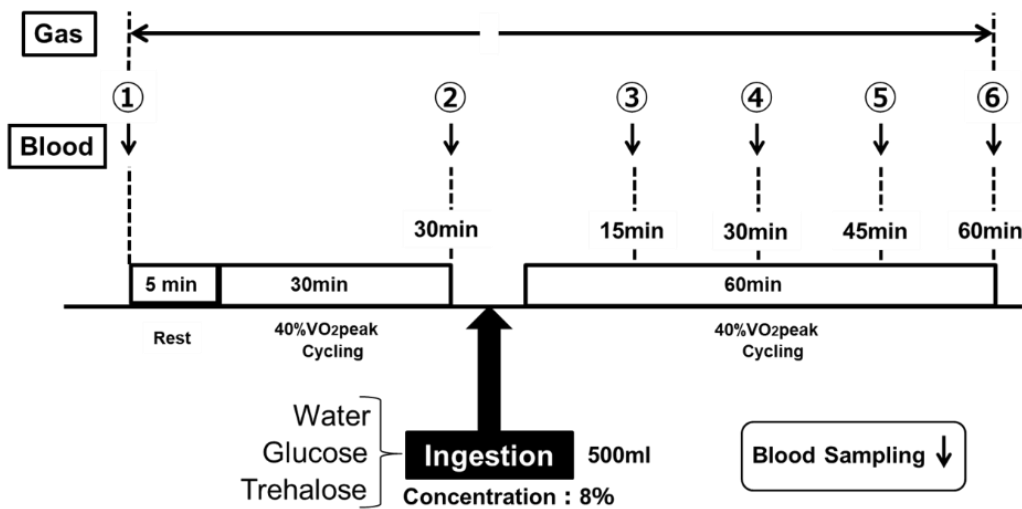 Gas
① ② ③ ④ ⑤ ⑥
Blood
30min 15min 30min 45min 60min
5 min 30min 60min
Rest 40%VO2peak 40%VO2peak
Cycling Cycling
Water
Glucose Ingestion 500ml Blood Sampling
Trehalose Concentration : 8%